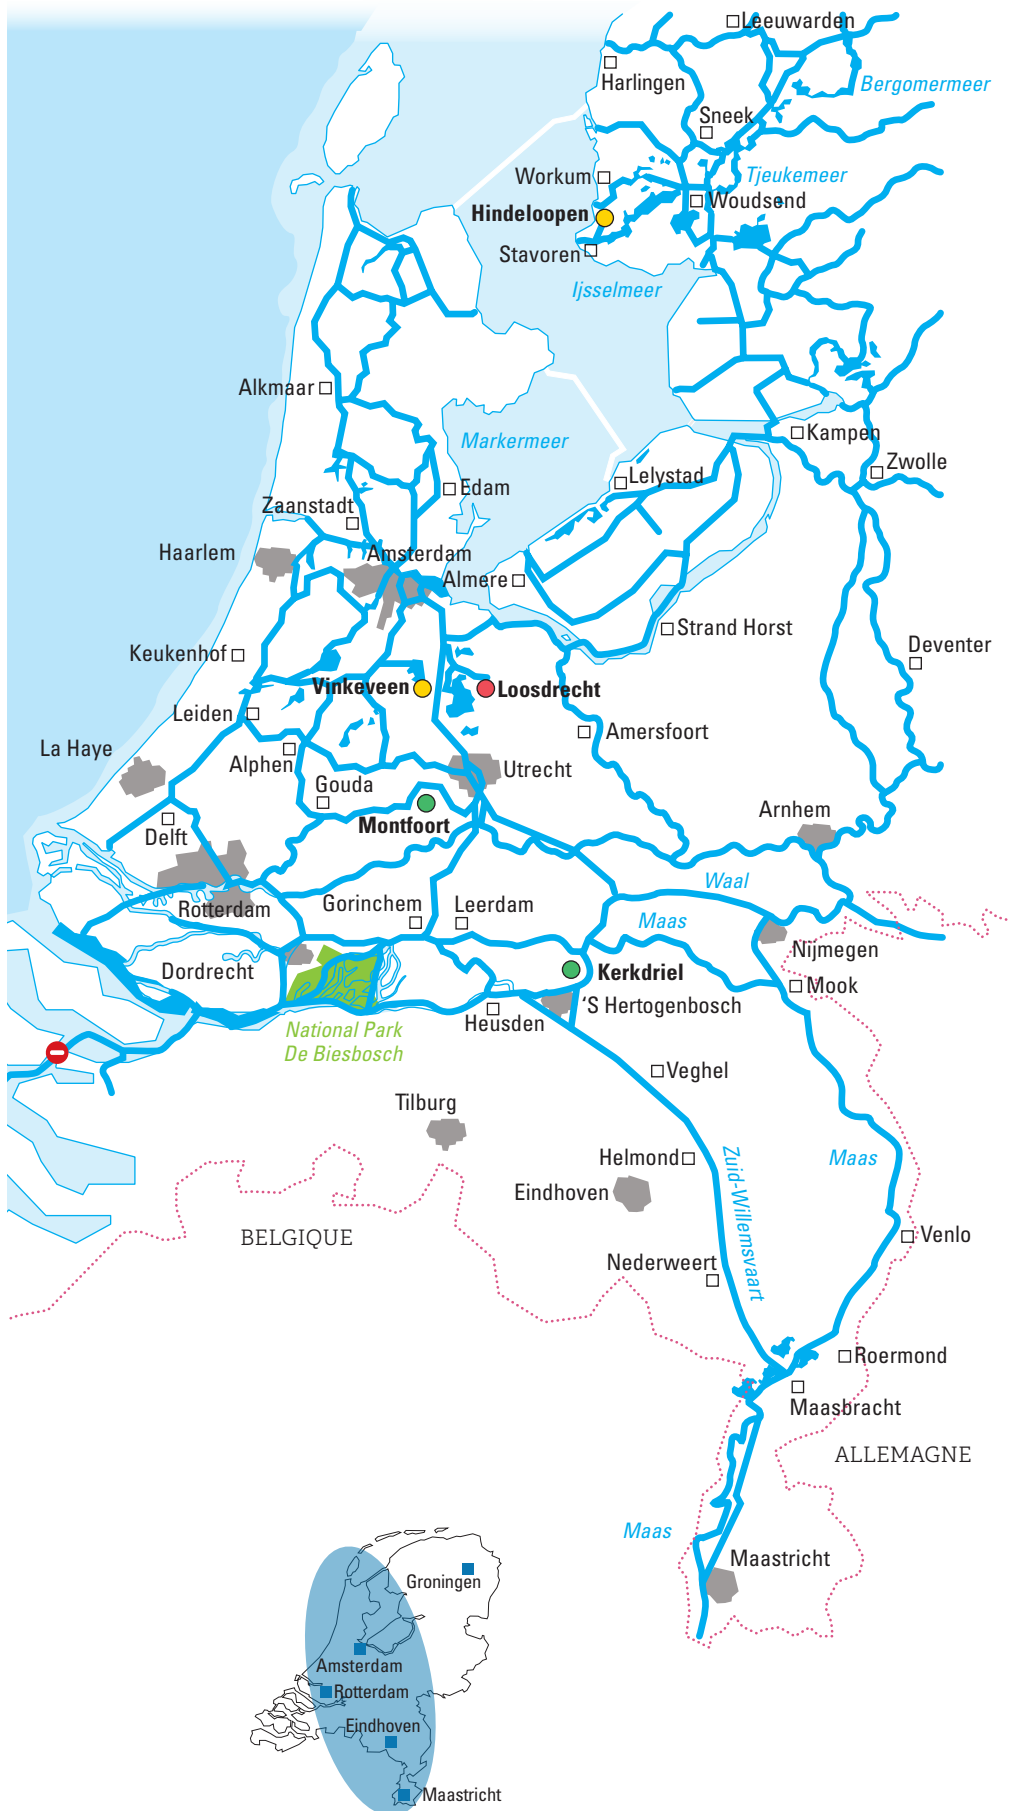 Leeuwarden
Harlingen
Bergomermeer
Sneek
Workum
Tjeukemeer
Woudsend
Hindeloopen
Stavoren
Ijsselmeer
Alkmaar
Markermeer
Kampen
Zwolle
Lelystad
Edam
Zaanstadt
Haarlem
Amsterdam
Almere
Strand Horst
Deventer
Keukenhof
Vinkeveen
Loosdrecht
Leiden
Amersfoort
La Haye
Alphen
Utrecht
Gouda
Arnhem
Montfoort
Delft
Waal
Rotterdam
Gorinchem
Leerdam
Maas
Nijmegen
Dordrecht
Kerkdriel
Mook
'S Hertogenbosch
Heusden
National Park
De Biesbosch
Veghel
Tilburg
Helmond
Zuid-Willemsvaart
Maas
Eindhoven
BELGIQUE
Venlo
Nederweert
Roermond
Maasbracht
ALLEMAGNE
Maas
Maastricht
Groningen
Amsterdam
Rotterdam
Eindhoven
Maastricht